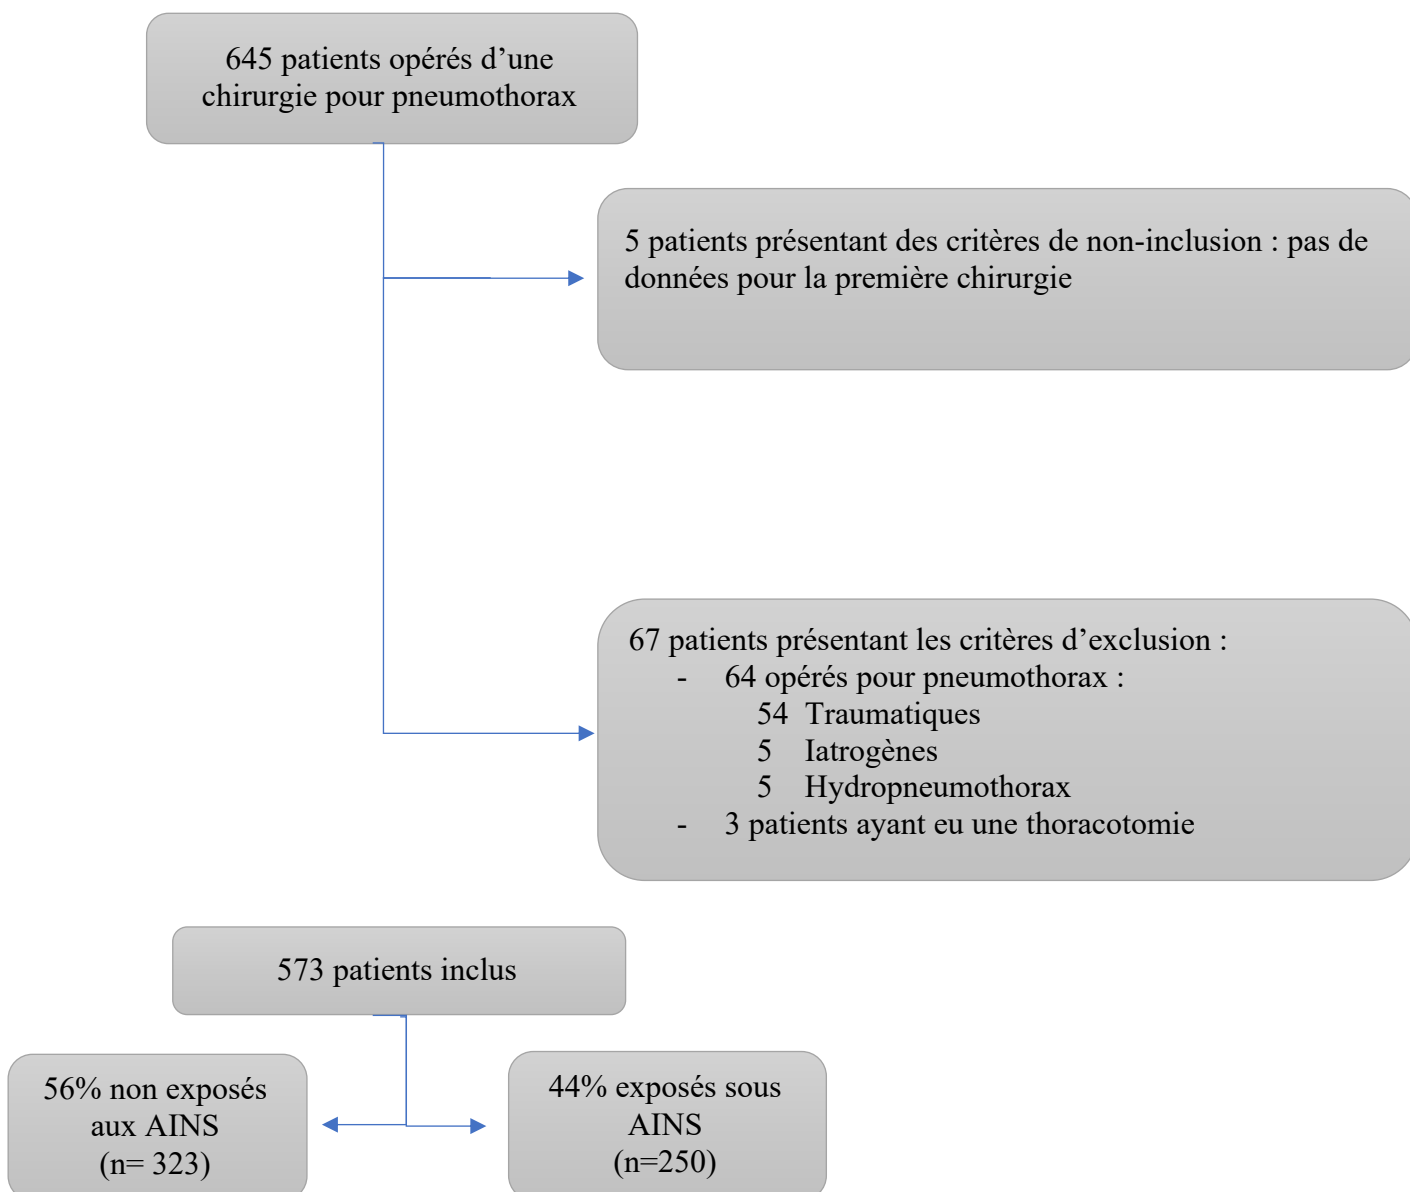 645 patients opérés d’une
chirurgie pour pneumothorax
5 patients présentant des critères de non-inclusion : pas de
données pour la première chirurgie
67 patients présentant les critères d’exclusion :
- 64 opérés pour pneumothorax :
54 Traumatiques
5 Iatrogènes
5 Hydropneumothorax
- 3 patients ayant eu une thoracotomie
573 patients inclus
56% non exposés
aux AINS
(n= 323)
44% exposés sous
AINS
(n=250)